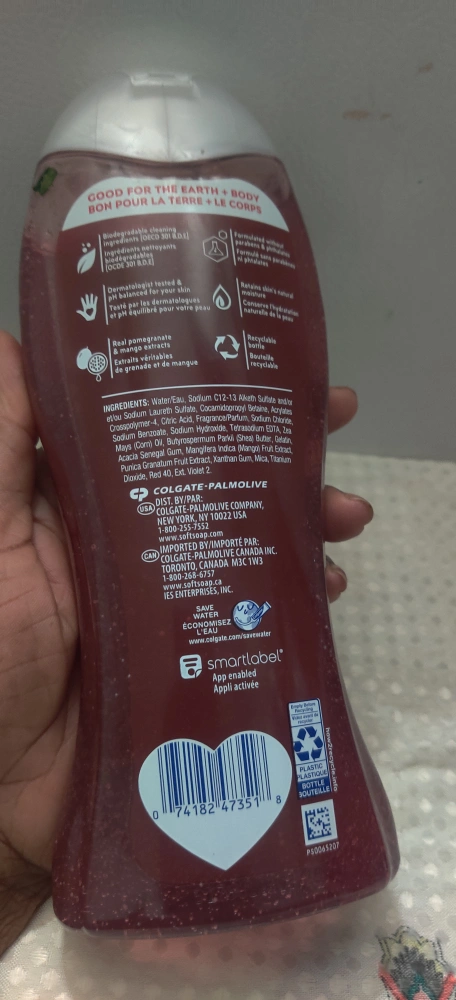 GOOD FOR THE EARTH + BODY
BON POUR LA TERRE + LE CORPS
Biodegradable cleaning
ingredients (OECD 301 B,D,E)
Ingrédients nettoyants
biodégradables
(OCDE 301 B,D,E)
Formulated without
parabens & phthalates
Formulé sans parabènes
ni phtalates
Dermatologist tested &
pH balanced for your skin
Testé par les dermatologues
et pH équilibré pour votre peau
Retains skin's natural
moisture
Conserve l'hydratation
naturelle de la peau
Real pomegranate
& mango extracts
Extraits véritables
de grenade et de mangue
Recyclable
bottle
Bouteille
recyclable
INGREDIENTS: Water/Eau, Sodium C12-13 Alketh Sulfate and/or
et/ou Sodium Laureth Sulfate, Cocamidopropyl Betaine, Acrylates
Crosspolymer-4, Citric Acid, Fragrance/Parfum, Sodium Chloride,
Sodium Benzoate, Sodium Hydroxide, Tetrasodium EDTA, Zea
Mays (Corn) Oil, Butyrospermum Parkii (Shea) Butter, Gelatin,
Acacia Senegal Gum, Mangifera Indica (Mango) Fruit Extract,
Punica Granatum Fruit Extract, Xanthan Gum, Mica, Titanium
Dioxide, Red 40, Ext. Violet 2.
CP COLGATE-PALMOLIVE
USA DIST. BY/PAR:
COLGATE-PALMOLIVE COMPANY,
NEW YORK, NY 10022 USA
1-800-255-7552
www.softsoap.com
CAN IMPORTED BY/IMPORTÉ PAR:
COLGATE-PALMOLIVE CANADA INC.
TORONTO, CANADA M3C 1W3
1-800-268-6757
www.softsoap.ca
IES ENTERPRISES, INC.
SAVE
WATER
ÉCONOMISEZ
L'EAU
www.colgate.com/savewater
smartlabel®
App enabled
Appli activée
PLASTIC
PLASTIQUE
BOTTLE
BOUTEILLE
how2recycle.info
0 74182 47351 8
PS0065207